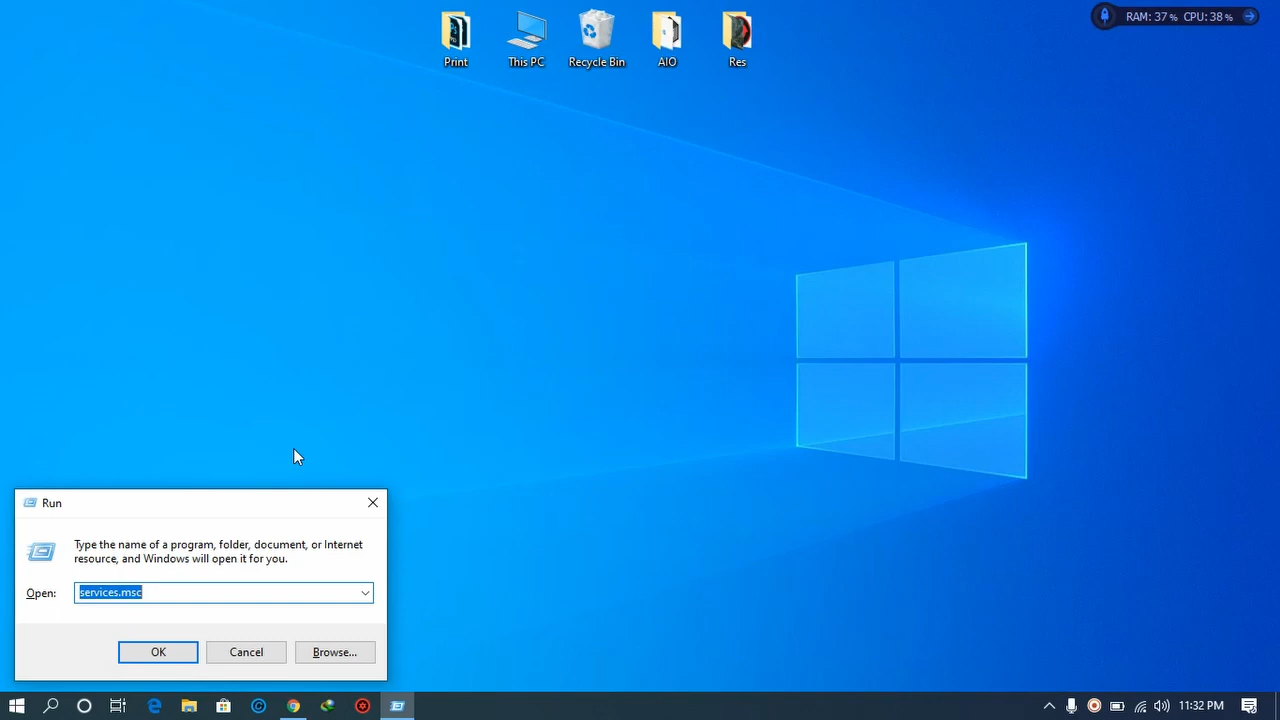 RAM: 37 % CPU: 38 %
Print
This PC
Recycle Bin
AIO
Res
Run
Type the name of a program, folder, document, or Internet
resource, and Windows will open it for you.
Open:
services.msc
OK
Cancel
Browse...
11:32 PM